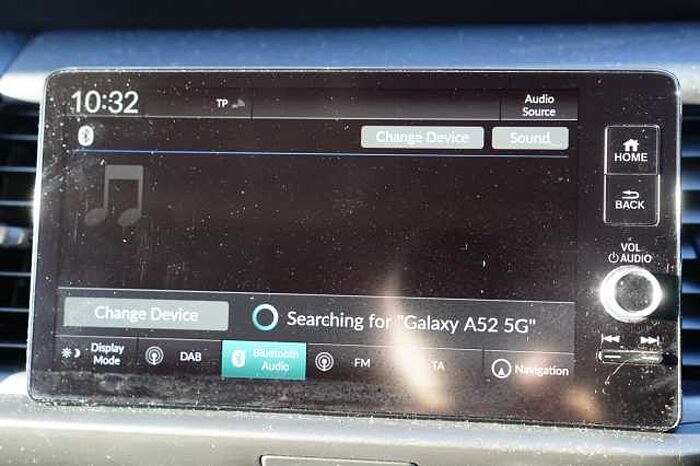 10:32
TP
Audio
Source
Change Device
Sound
HOME
BACK
VOL
AUDIO
Change Device
Searching for "Galaxy A52 5G"
Display
Mode
DAB
Bluetooth
Audio
FM
TA
Navigation